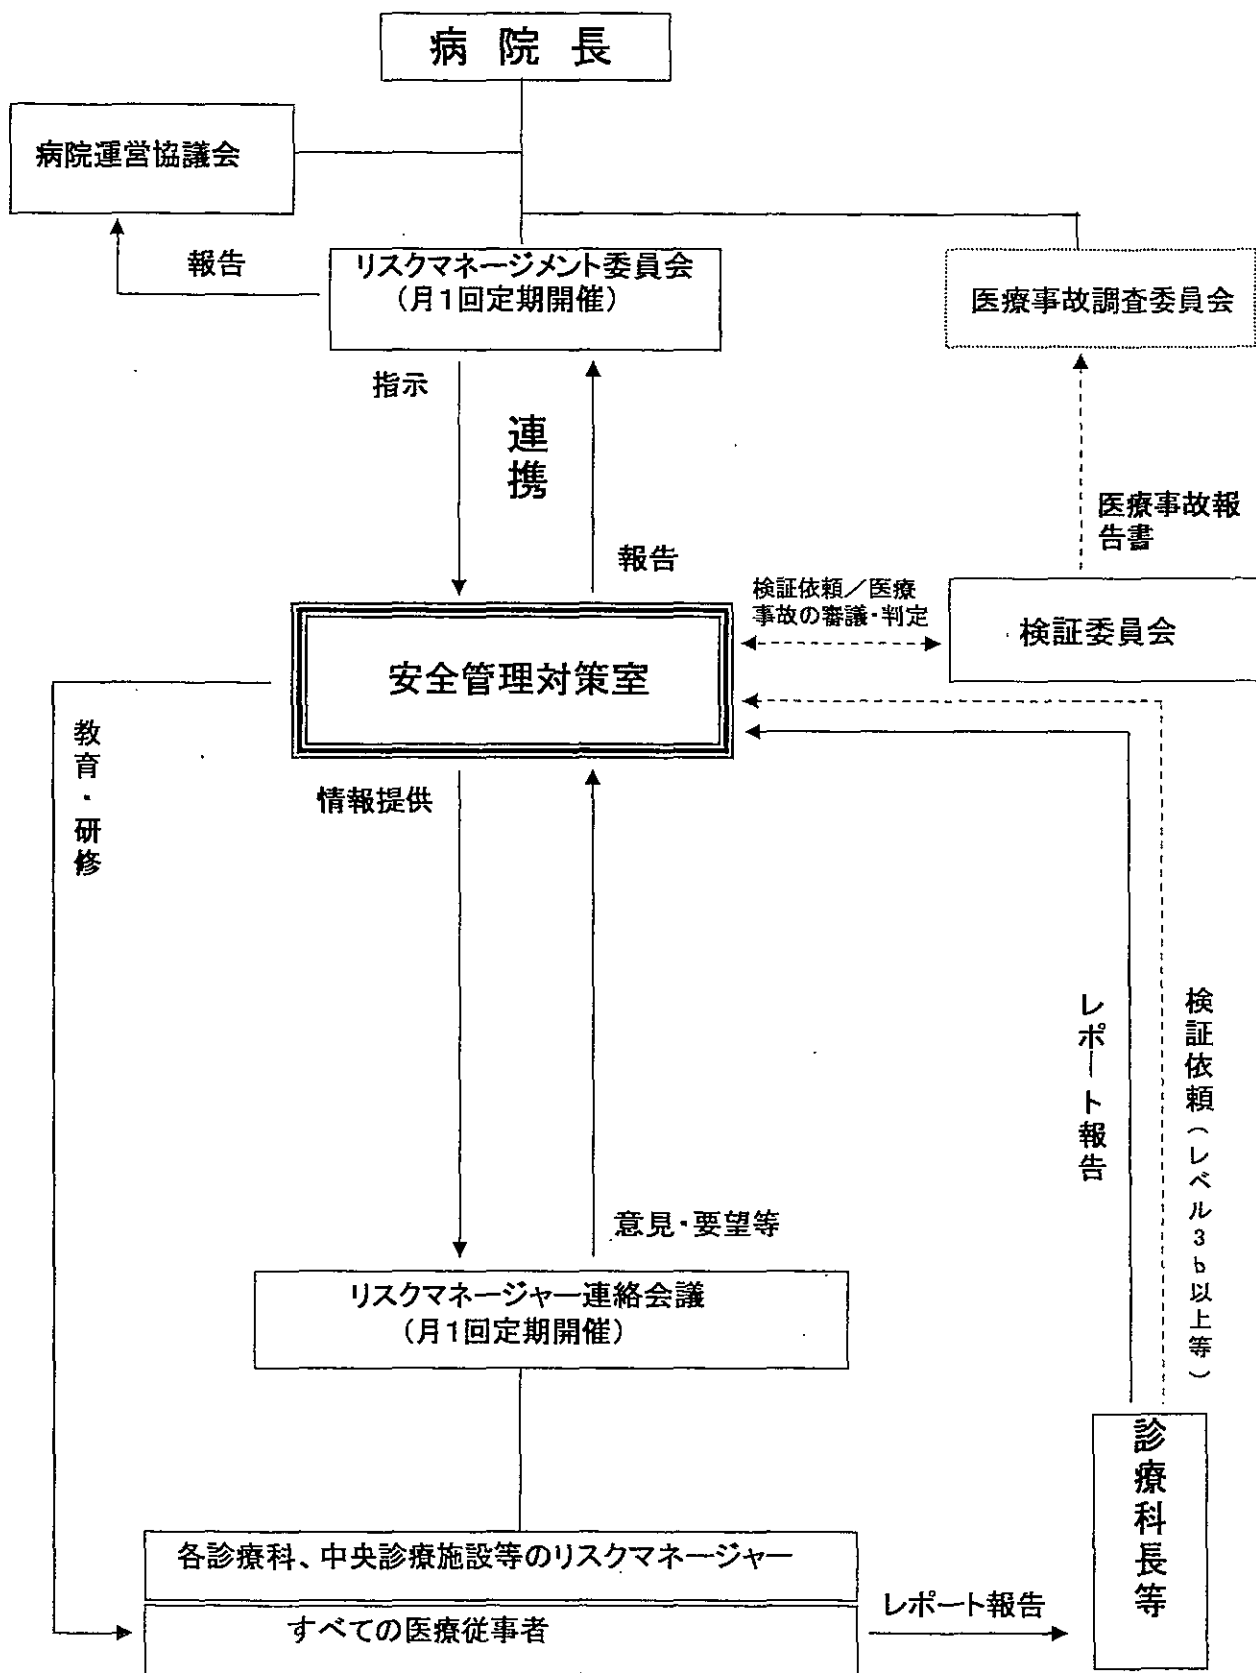 病院長
病院運営協議会
報告
リスクマネージメント委員会
（月1回定期開催）
医療事故調査委員会
指示
連携
報告
医療事故報
告書
検証依頼／医療
事故の審議・判定
検証委員会
安全管理対策室
教育・研修
情報提供
レポート報告
検証依頼（レベル3b以上等）
意見・要望等
リスクマネージャー連絡会議
（月1回定期開催）
診療科長等
各診療科、中央診療施設等のリスクマネージャー
すべての医療従事者
レポート報告